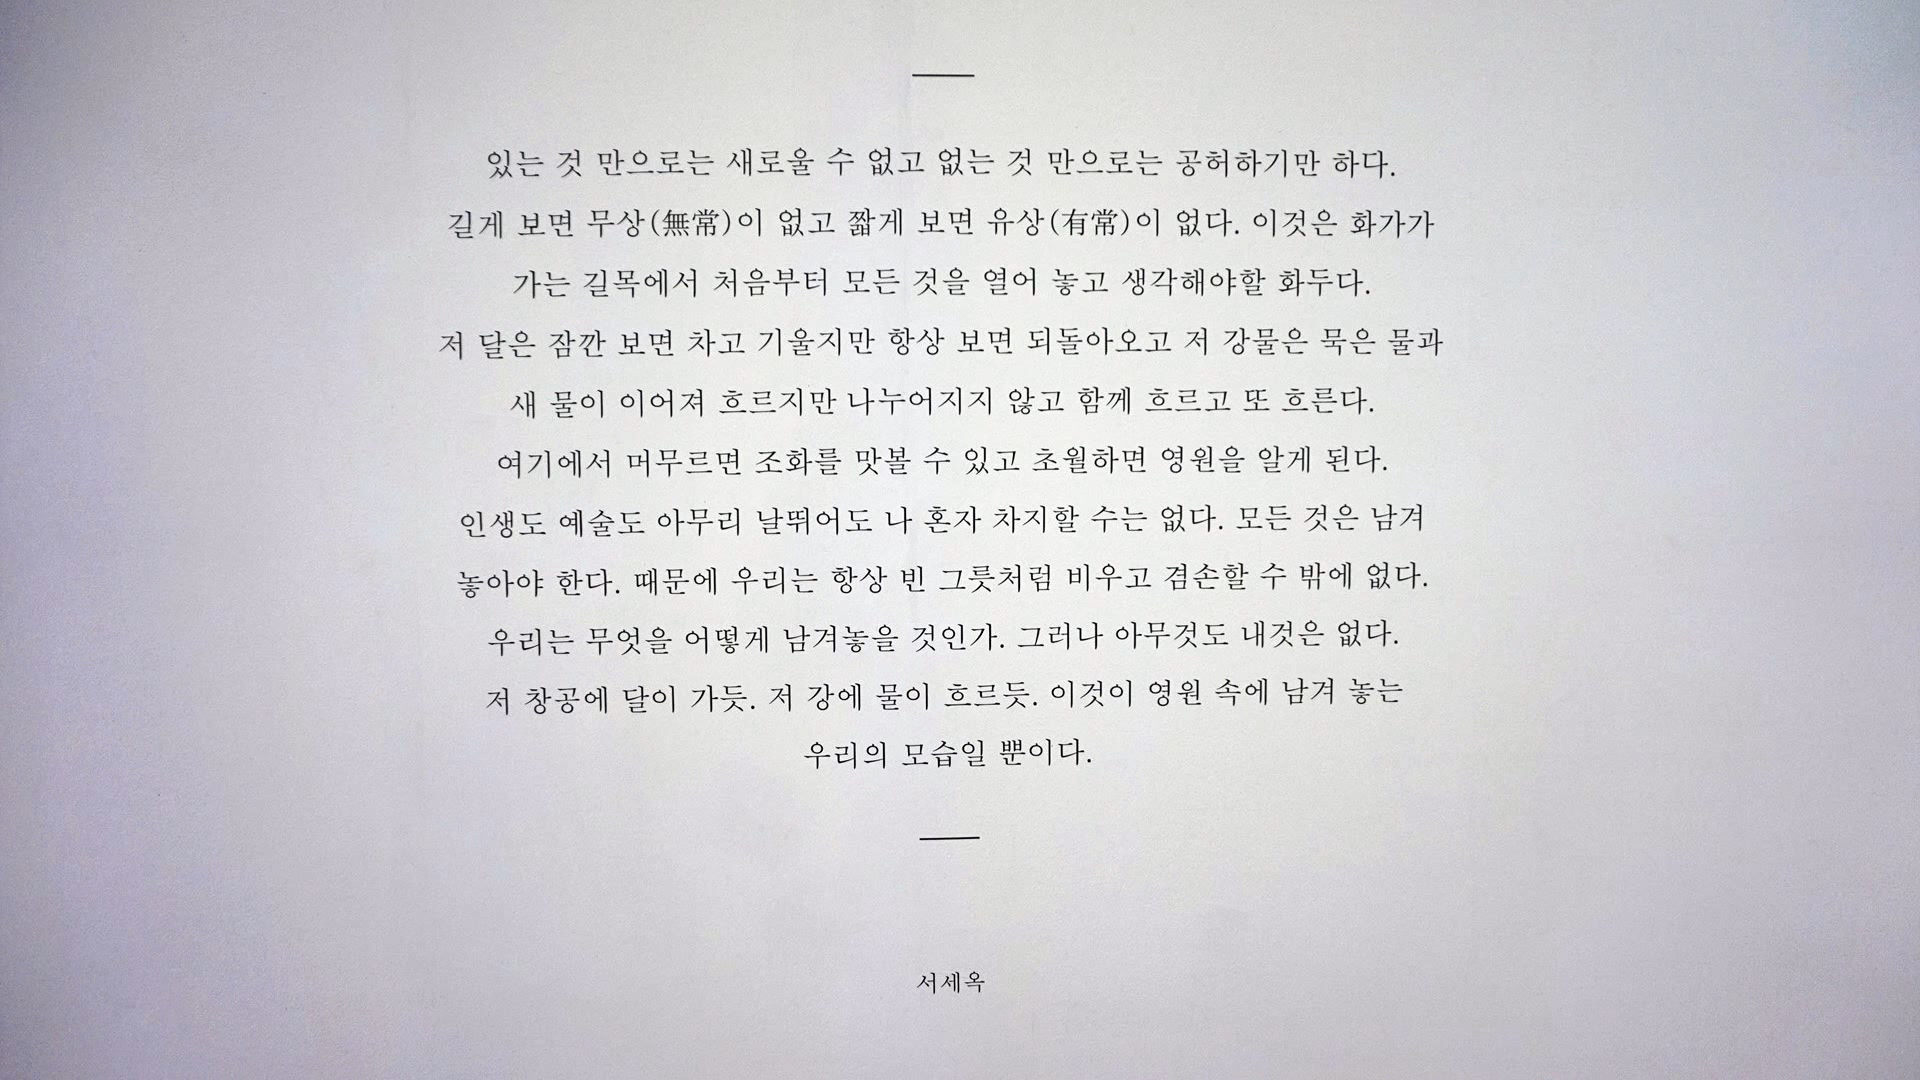 있는 것 만으로는 새로울 수 없고 없는 것 만으로는 공허하기만 하다.
길게 보면 무상(無常)이 없고 짧게 보면 유상(有常)이 없다. 이것은 화가가
가는 길목에서 처음부터 모든 것을 열어 놓고 생각해야할 화두다.
저 달은 잠깐 보면 차고 기울지만 항상 보면 되돌아오고 저 강물은 묵은 물과
새 물이 이어져 흐르지만 나누어지지 않고 함께 흐르고 또 흐른다.
여기에서 머무르면 조화를 맛볼 수 있고 초월하면 영원을 알게 된다.
인생도 예술도 아무리 날뛰어도 나 혼자 차지할 수는 없다. 모든 것은 남겨
놓아야 한다. 때문에 우리는 항상 빈 그릇처럼 비우고 겸손할 수 밖에 없다.
우리는 무엇을 어떻게 남겨놓을 것인가. 그러나 아무것도 내것은 없다.
저 창공에 달이 가듯. 저 강에 물이 흐르듯. 이것이 영원 속에 남겨 놓는
우리의 모습일 뿐이다.
서세옥